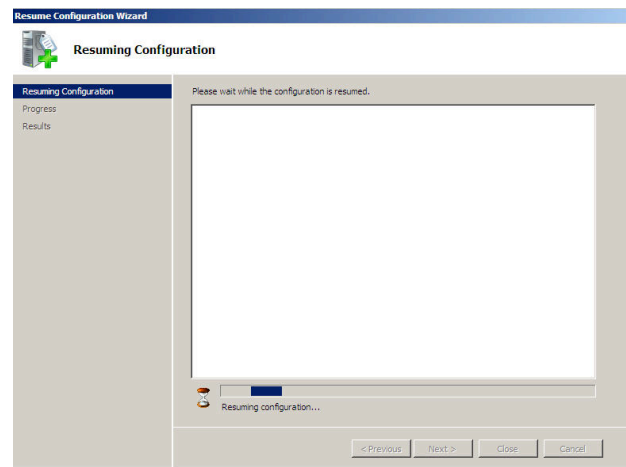 Resume Configuration Wizard
Resuming Configuration
Resuming Configuration
Progress
Results
Please wait while the configuration is resumed.
Resuming configuration...
< Previous
Next >
Close
Cancel